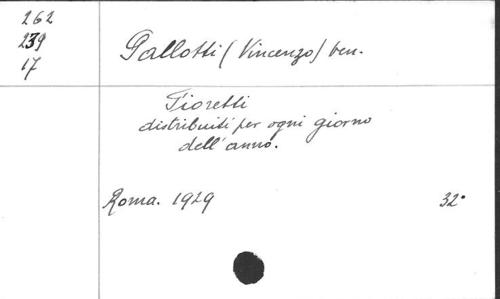 262
239
17
Pallotti (Vincenzo) ven.
Fioretti
distribuiti per ogni giorno
dell'anno.
Roma. 1929
32°